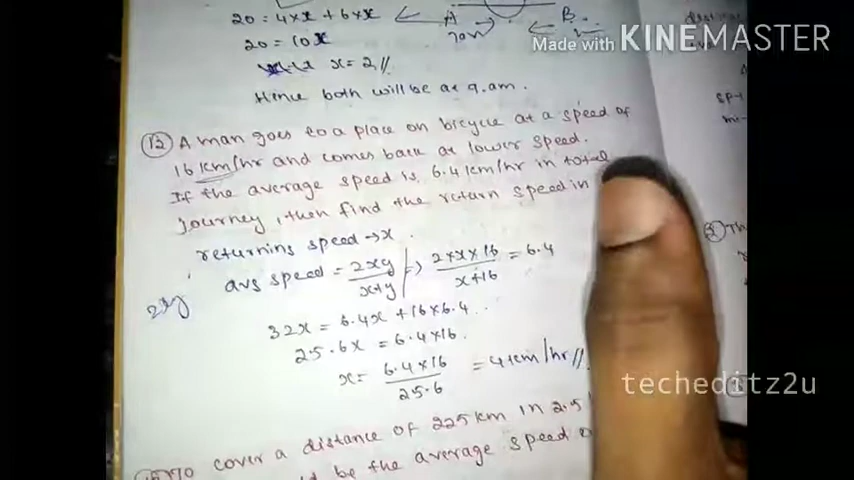 20 = 4×x + 6×x A B
20 = 10x 70n
x = 2 //
Made with KINEMASTER
Hence both will be at 9.am.
(12) A man goes to a place on bicycle at a speed of
16 km/hr and comes back at lower speed.
If the average speed is 6.4 km/hr in total
journey, then find the return speed in
returning speed → x.
avs speed = 2xy/x+y ⇒ 2×x×16/x+16 = 6.4
2xy
32x = 6.4x + 16×6.4
25.6x = 6.4×16.
x = 6.4×16/25.6 = 4 km/hr //
techeditz2u
cover a distance of 225 km in 2.5
be the average speed